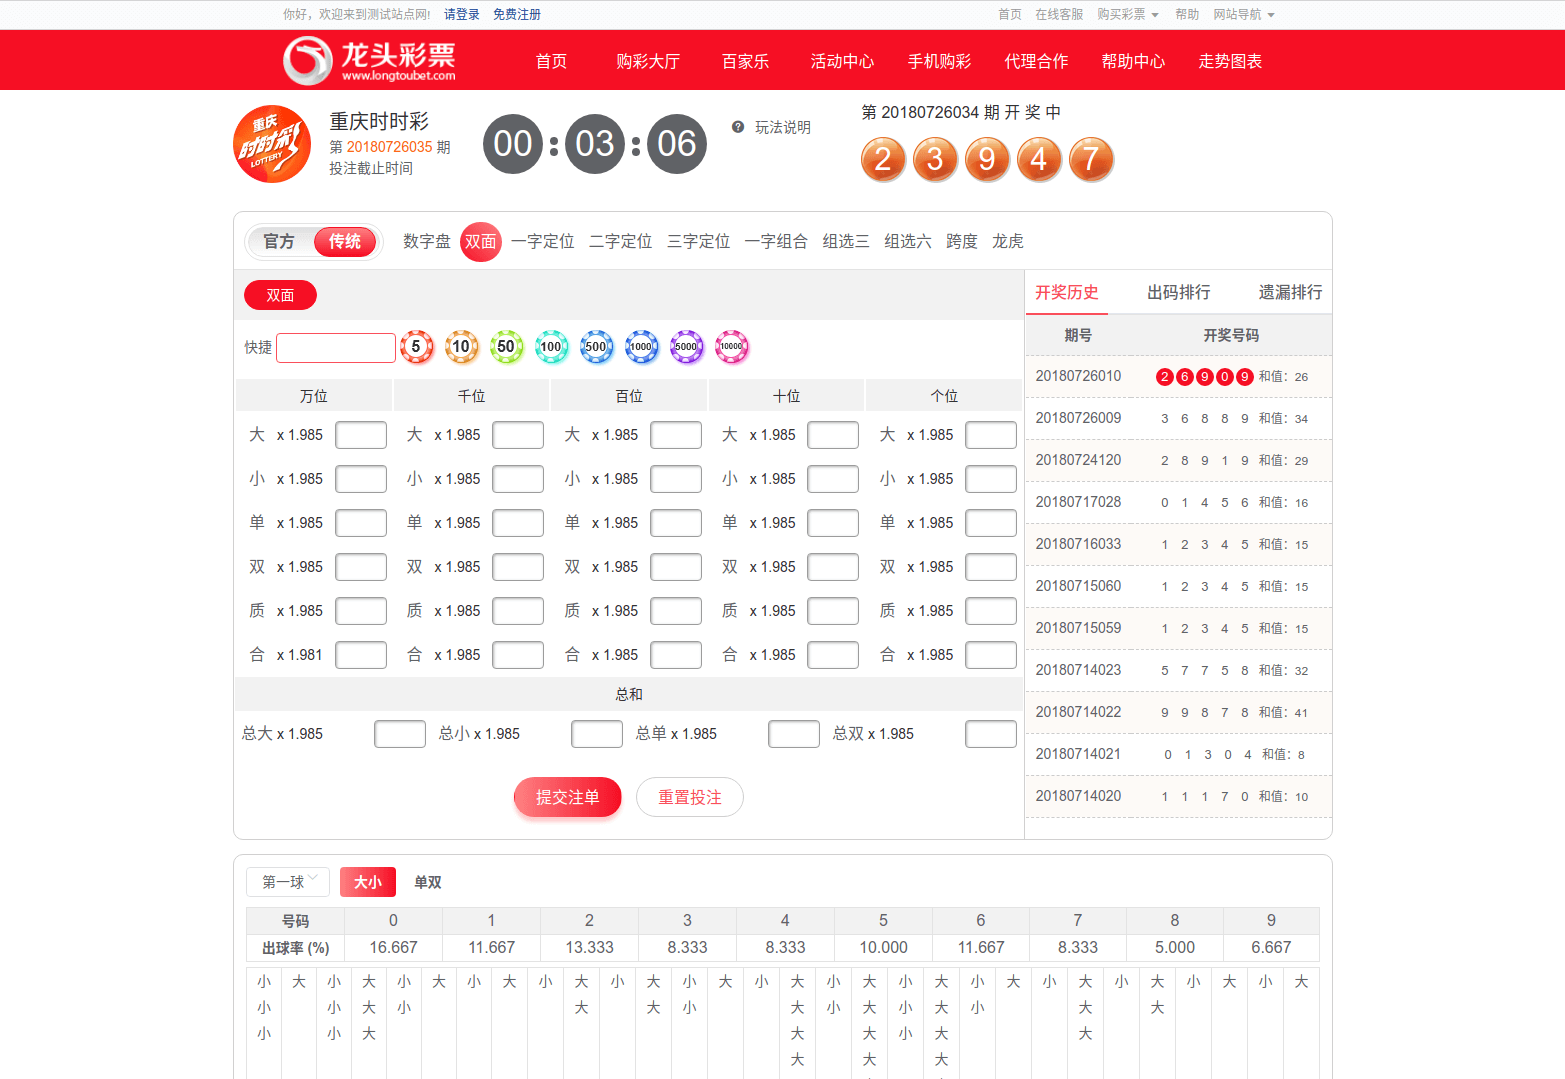 你好，欢迎来到测试站点网! 请登录 免费注册 首页 在线客服 购买彩票 帮助 网站导航
龙头彩票
www.longtoubet.com
首页 购彩大厅 百家乐 活动中心 手机购彩 代理合作 帮助中心 走势图表
重庆
时时彩
LOTTERY
重庆时时彩
第 20180726035 期
投注截止时间
00 : 03 : 06
玩法说明
第 20180726034 期 开 奖 中
2 3 9 4 7
官方 传统 数字盘 双面 一字定位 二字定位 三字定位 一字组合 组选三 组选六 跨度 龙虎
双面
快捷 5 10 50 100 500 1000 5000 10000
万位 千位 百位 十位 个位
大 x 1.985 大 x 1.985 大 x 1.985 大 x 1.985 大 x 1.985
小 x 1.985 小 x 1.985 小 x 1.985 小 x 1.985 小 x 1.985
单 x 1.985 单 x 1.985 单 x 1.985 单 x 1.985 单 x 1.985
双 x 1.985 双 x 1.985 双 x 1.985 双 x 1.985 双 x 1.985
质 x 1.985 质 x 1.985 质 x 1.985 质 x 1.985 质 x 1.985
合 x 1.981 合 x 1.985 合 x 1.985 合 x 1.985 合 x 1.985
总和
总大 x 1.985 总小 x 1.985 总单 x 1.985 总双 x 1.985
提交注单 重置投注
开奖历史 出码排行 遗漏排行
期号 开奖号码
20180726010 2 6 9 0 9 和值：26
20180726009 3 6 8 8 9 和值：34
20180724120 2 8 9 1 9 和值：29
20180717028 0 1 4 5 6 和值：16
20180716033 1 2 3 4 5 和值：15
20180715060 1 2 3 4 5 和值：15
20180715059 1 2 3 4 5 和值：15
20180714023 5 7 7 5 8 和值：32
20180714022 9 9 8 7 8 和值：41
20180714021 0 1 3 0 4 和值：8
20180714020 1 1 1 7 0 和值：10
第一球 大小 单双
号码 0 1 2 3 4 5 6 7 8 9
出球率 (%) 16.667 11.667 13.333 8.333 8.333 10.000 11.667 8.333 5.000 6.667
小 大 小 大 小 大 小 大 小 大 小 大 小 大 小 大 小 大 小 大 小 大 小 大 小 大 小 大 小 大
小 小 大 小 大 大 小 大 小 大 小 大 小 大 大
小 小 大 大 大 小 大 大
大 大 大